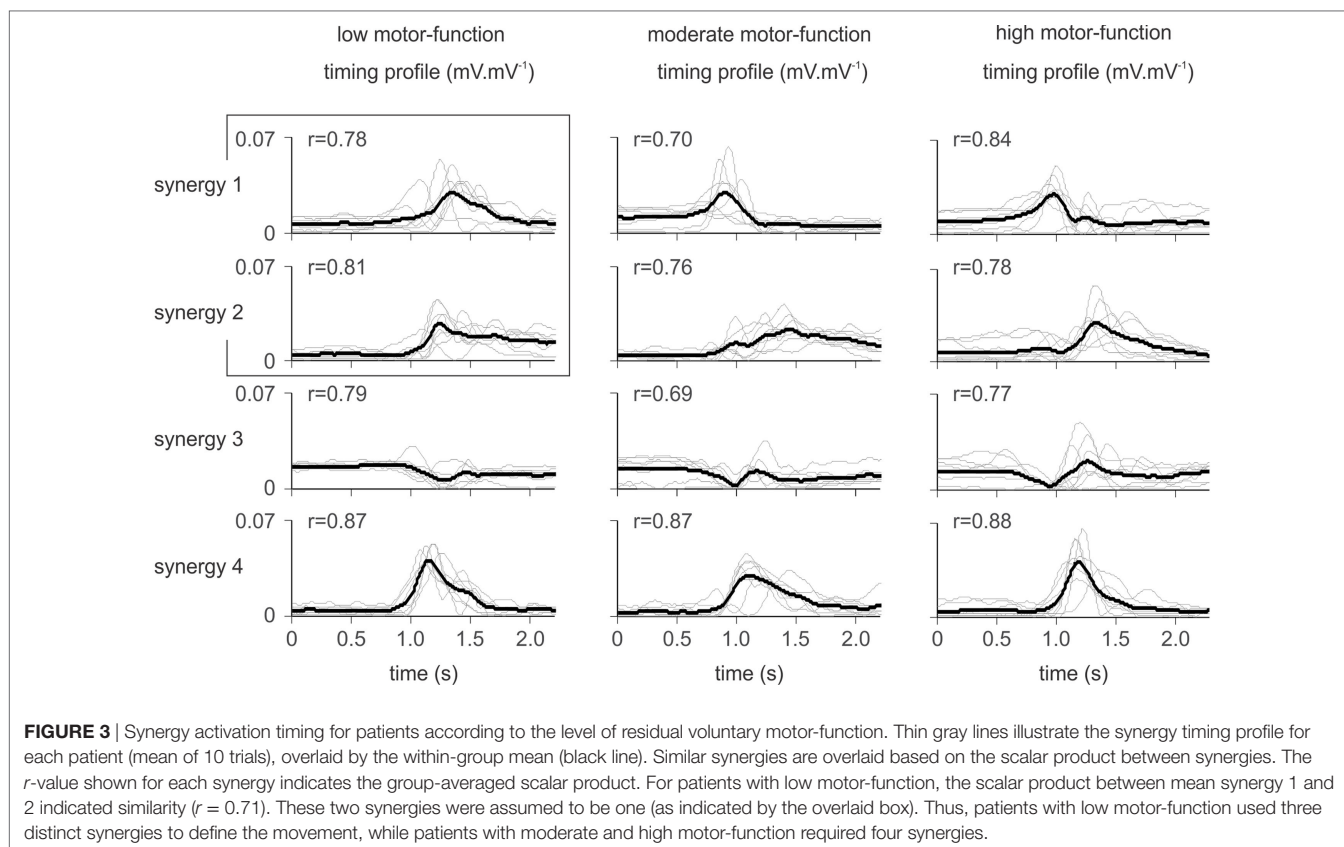 low motor-function
moderate motor-function
high motor-function
timing profile (mV.mV⁻¹)
timing profile (mV.mV⁻¹)
timing profile (mV.mV⁻¹)
synergy 1
0.07
0
r=0.78
r=0.70
r=0.84
synergy 2
0.07
0
r=0.81
r=0.76
r=0.78
synergy 3
0.07
0
r=0.79
r=0.69
r=0.77
synergy 4
0.07
0
r=0.87
r=0.87
r=0.88
0 0.5 1.0 1.5 2.0
0 0.5 1.0 1.5 2.0
0 0.5 1.0 1.5 2.0
time (s)
time (s)
time (s)
FIGURE 3 | Synergy activation timing for patients according to the level of residual voluntary motor-function. Thin gray lines illustrate the synergy timing profile for
each patient (mean of 10 trials), overlaid by the within-group mean (black line). Similar synergies are overlaid based on the scalar product between synergies. The
r-value shown for each synergy indicates the group-averaged scalar product. For patients with low motor-function, the scalar product between mean synergy 1 and
2 indicated similarity (r = 0.71). These two synergies were assumed to be one (as indicated by the overlaid box). Thus, patients with low motor-function used three
distinct synergies to define the movement, while patients with moderate and high motor-function required four synergies.